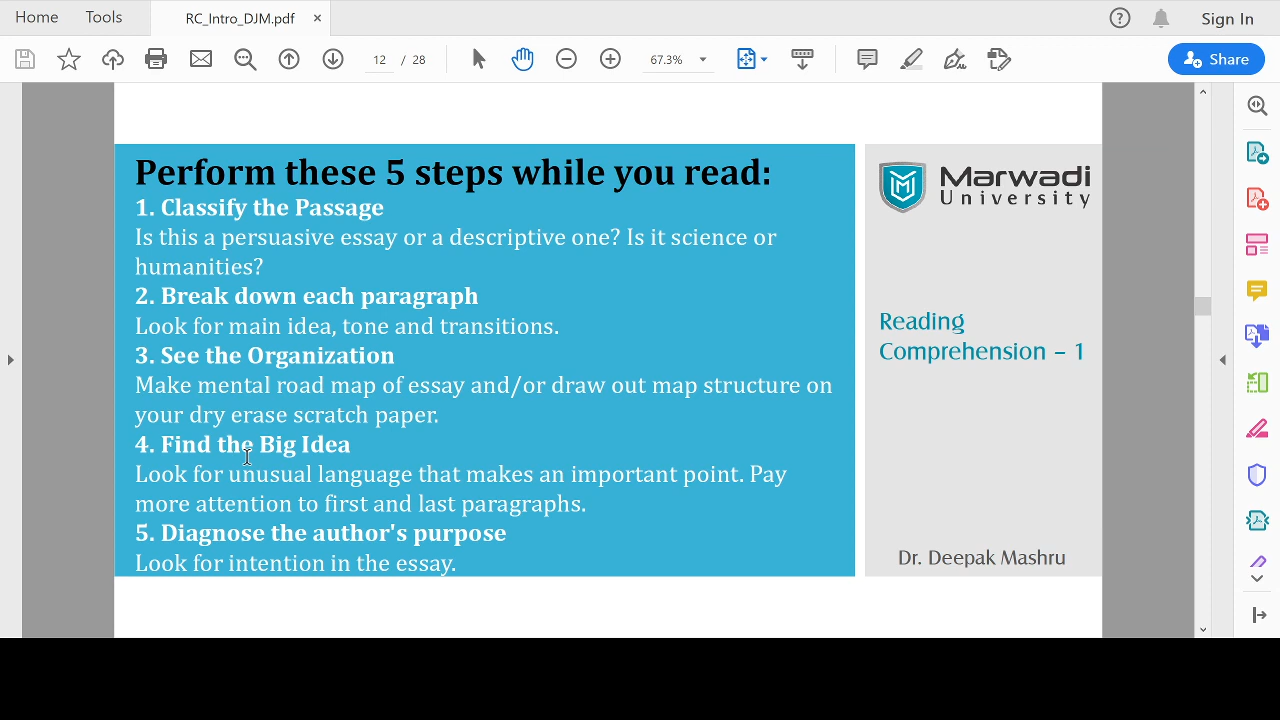 Home
Tools
RC_Intro_DJM.pdf
Sign In
12 / 28
67.3%
Share
Perform these 5 steps while you read:
1. Classify the Passage
Is this a persuasive essay or a descriptive one? Is it science or
humanities?
2. Break down each paragraph
Look for main idea, tone and transitions.
3. See the Organization
Make mental road map of essay and/or draw out map structure on
your dry erase scratch paper.
4. Find the Big Idea
Look for unusual language that makes an important point. Pay
more attention to first and last paragraphs.
5. Diagnose the author's purpose
Look for intention in the essay.
Marwadi
University
Reading
Comprehension – 1
Dr. Deepak Mashru